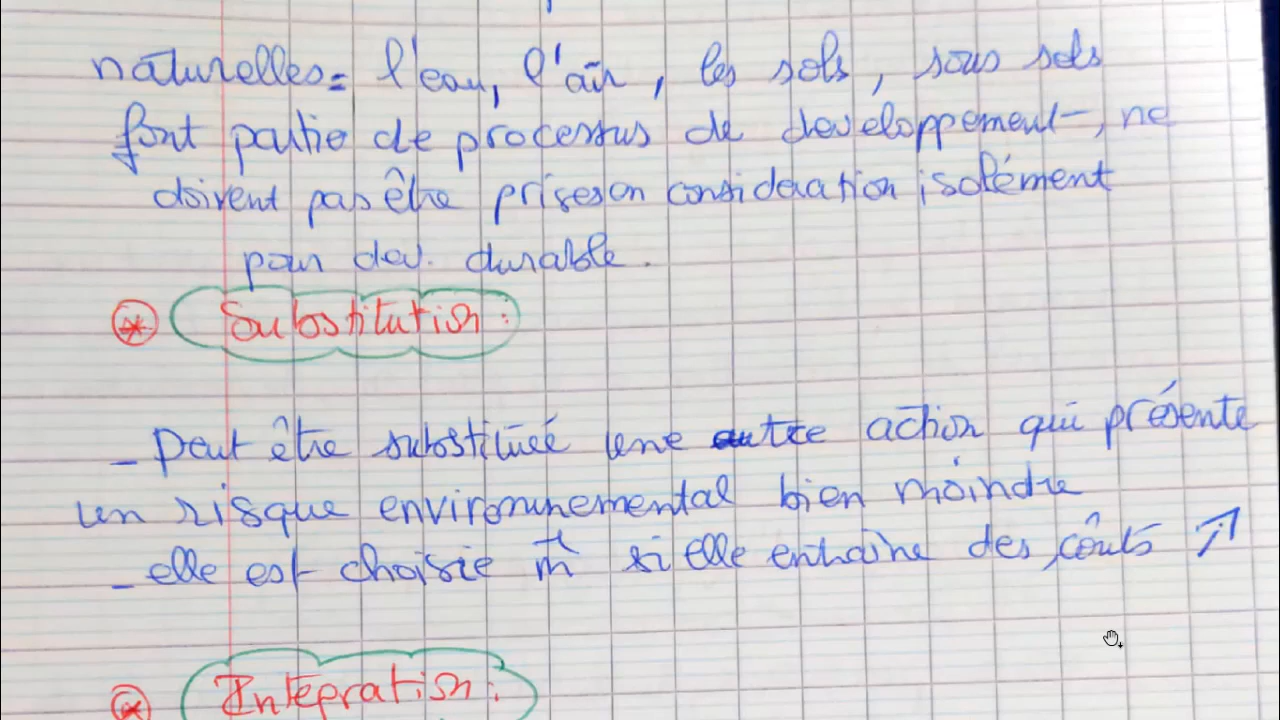 naturelles= l'eau, l'air, les sols, sous sols
font partie de processus de developpement, ne
doivent pas être prises en consideration isolément
pour dev. durable.
* Substitution:
- Peut être substituée une autre action qui présente
un risque environnemental bien moindre
- elle est choisie m̂ si elle entraîne des coûts ↗
* Intégration: